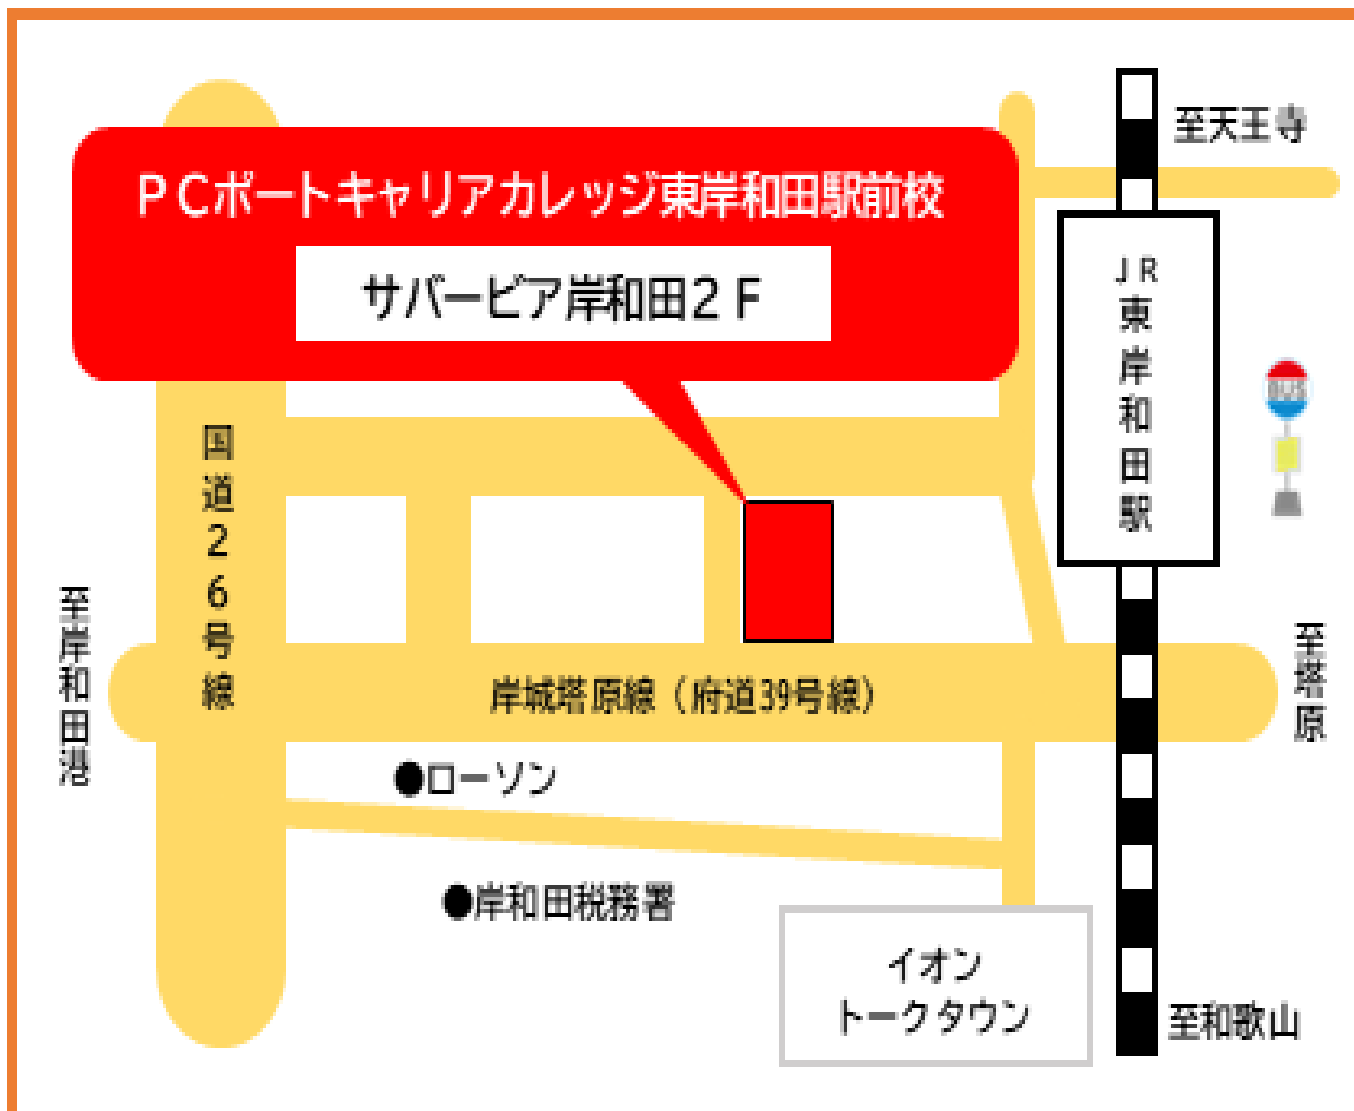 至天王寺
PCポートキャリアカレッジ東岸和田駅前校
サバービア岸和田2F
JR東岸和田駅
BUS
国道26号線
至岸和田港
至塔原
岸城塔原線（府道39号線）
●ローソン
●岸和田税務署
イオン
トークタウン
至和歌山